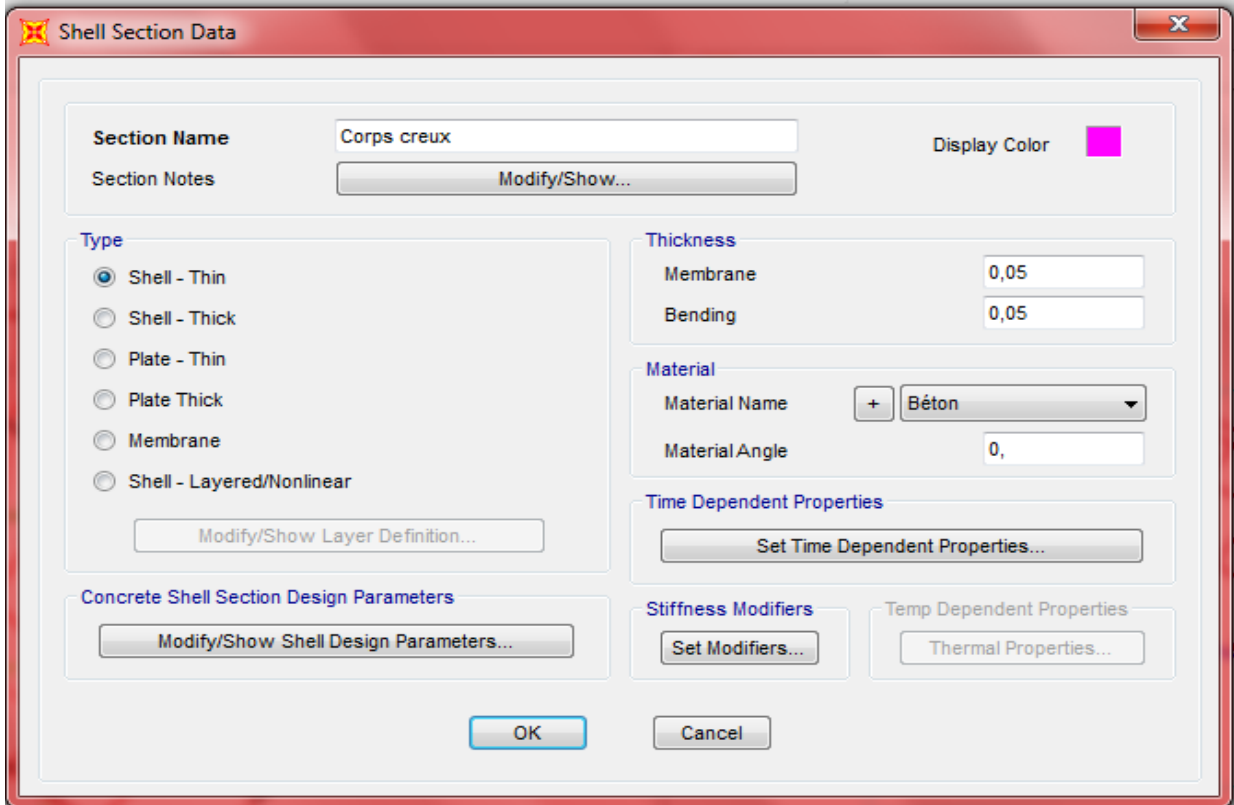 Shell Section Data
Section Name Corps creux Display Color
Section Notes Modify/Show...
Type
Shell - Thin
Shell - Thick
Plate - Thin
Plate Thick
Membrane
Shell - Layered/Nonlinear
Modify/Show Layer Definition...
Concrete Shell Section Design Parameters
Modify/Show Shell Design Parameters...
Thickness
Membrane 0,05
Bending 0,05
Material
Material Name + Béton
Material Angle 0,
Time Dependent Properties
Set Time Dependent Properties...
Stiffness Modifiers
Set Modifiers...
Temp Dependent Properties
Thermal Properties...
OK Cancel